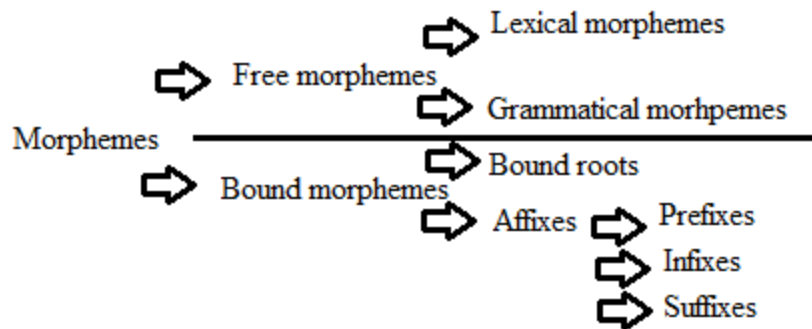 Lexical morphemes
Free morphemes
Grammatical morhpemes
Morphemes
Bound roots
Bound morphemes
Affixes
Prefixes
Infixes
Suffixes